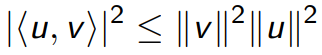 |⟨u, v⟩|² ≤ ‖v‖²‖u‖²